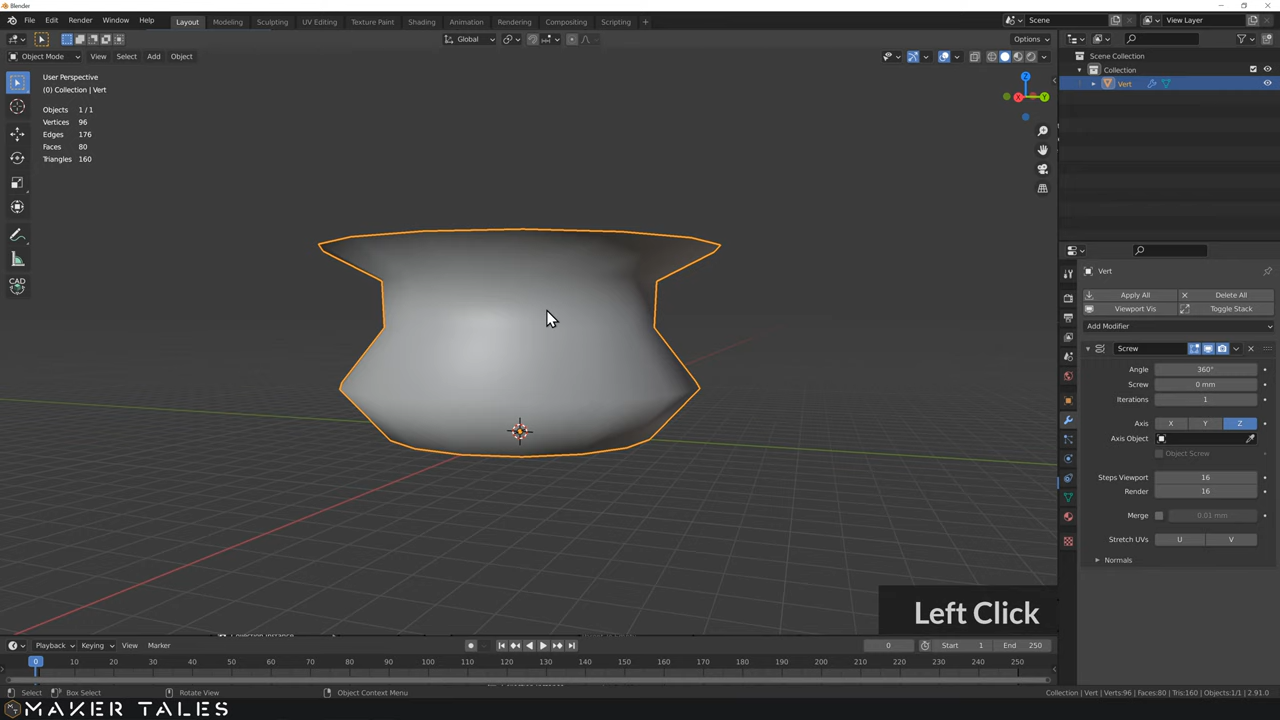 Blender
File Edit Render Window Help Layout Modeling Sculpting UV Editing Texture Paint Shading Animation Rendering Compositing Scripting + Scene View Layer
Global Options
Object Mode View Select Add Object
User Perspective
(0) Collection | Vert
Objects 1 / 1
Vertices 96
Edges 176
Faces 80
Triangles 160
CAD
Z
X
Y
Scene Collection
Collection
Vert
Vert
Apply All Delete All
Viewport Vis Toggle Stack
Add Modifier
Screw
Angle 360°
Screw 0 mm
Iterations 1
Axis X Y Z
Axis Object
Object Screw
Steps Viewport 16
Render 16
Merge 0.01 mm
Stretch UVs U V
Normals
Left Click
Playback Keying View Marker 0 Start 1 End 250
0 10 20 30 40 50 60 70 80 90 100 110 120 130 140 150 160 170 180 190 200 210 220 230 240 250
Select Box Select Rotate View Object Context Menu Collection | Vert | Verts:96 | Faces:80 | Tris:160 | Objects:1/1 | 2.91.0
MAKER TALES